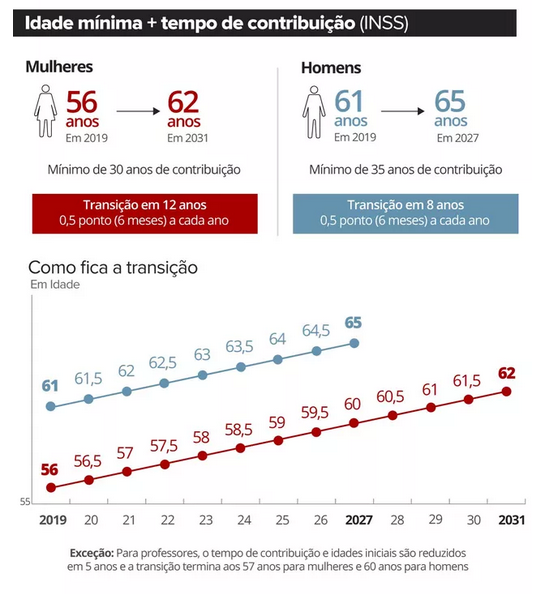 Idade mínima + tempo de contribuição (INSS)
Mulheres
56 anos
Em 2019
62 anos
Em 2031
Mínimo de 30 anos de contribuição
Transição em 12 anos
0,5 ponto (6 meses) a cada ano
Homens
61 anos
Em 2019
65 anos
Em 2027
Mínimo de 35 anos de contribuição
Transição em 8 anos
0,5 ponto (6 meses) a cada ano
Como fica a transição
Em Idade
61 61,5 62 62,5 63 63,5 64 64,5 65
56 56,5 57 57,5 58 58,5 59 59,5 60 60,5 61 61,5 62
55
2019 20 21 22 23 24 25 26 2027 28 29 30 2031
Exceção: Para professores, o tempo de contribuição e idades iniciais são reduzidos
em 5 anos e a transição termina aos 57 anos para mulheres e 60 anos para homens